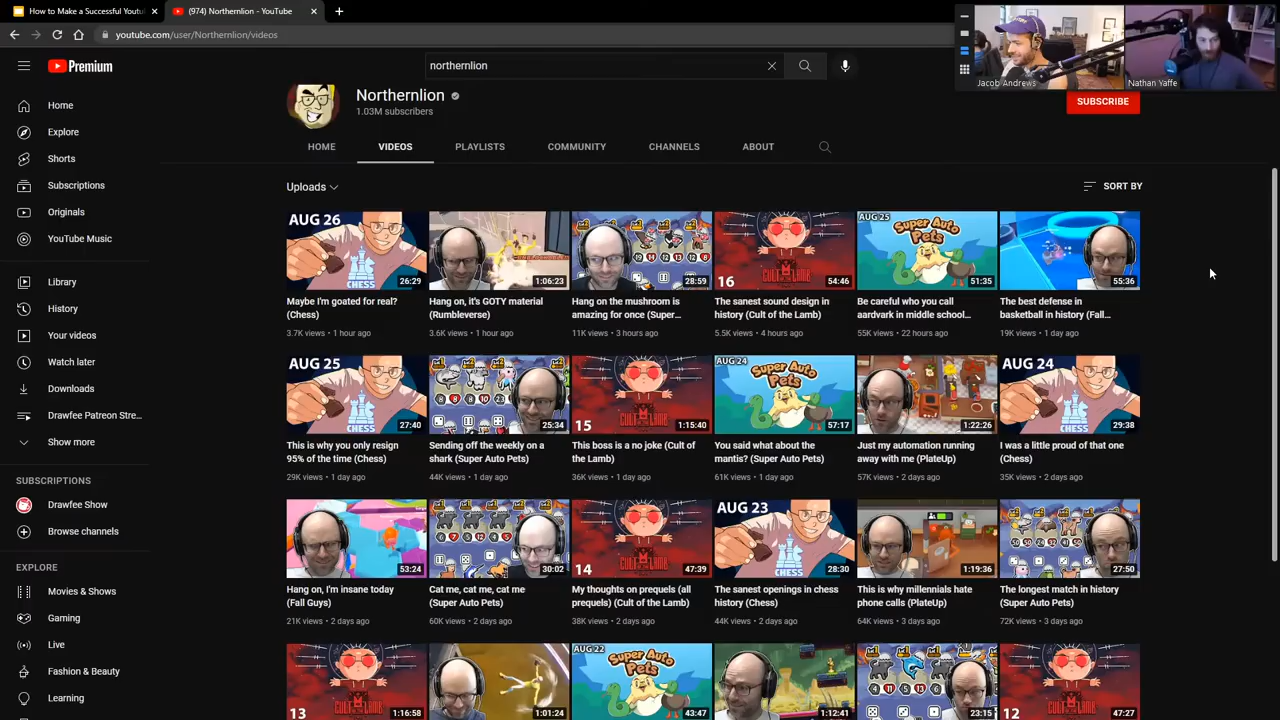 How to Make a Successful Youtu
(974) Northernlion - YouTube
youtube.com/user/Northernlion/videos
Jacob Andrews
Nathan Yaffe
Premium
northernlion
Home
Explore
Shorts
Subscriptions
Originals
YouTube Music
Library
History
Your videos
Watch later
Downloads
Drawfee Patreon Stre...
Show more
SUBSCRIPTIONS
Drawfee Show
Browse channels
EXPLORE
Movies & Shows
Gaming
Live
Fashion & Beauty
Learning
Northernlion
1.03M subscribers
SUBSCRIBE
HOME
VIDEOS
PLAYLISTS
COMMUNITY
CHANNELS
ABOUT
Uploads
SORT BY
AUG 26
CHESS
26:29
Maybe i'm goated for real?
(Chess)
3.7K views • 1 hour ago
1:06:23
Hang on, it's GOTY material
(Rumbleverse)
3.6K views • 1 hour ago
28:59
Hang on the mushroom is
amazing for once (Super...
11K views • 3 hours ago
16
CULT OF THE LAMB
54:46
The sanest sound design in
history (Cult of the Lamb)
5.5K views • 4 hours ago
AUG 25
Super Auto
Pets
51:35
Be careful who you call
aardvark in middle school...
55K views • 22 hours ago
55:36
The best defense in
basketball in history (Fall...
19K views • 1 day ago
AUG 25
CHESS
27:40
This is why you only resign
95% of the time (Chess)
29K views • 1 day ago
25:34
Sending off the weekly on a
shark (Super Auto Pets)
44K views • 1 day ago
15
1:15:40
This boss is a no joke (Cult of
the Lamb)
36K views • 1 day ago
AUG 24
Super Auto
Pets
57:17
You said what about the
mantis? (Super Auto Pets)
61K views • 1 day ago
1:22:26
Just my automation running
away with me (PlateUp)
57K views • 2 days ago
AUG 24
CHESS
29:38
I was a little proud of that one
(Chess)
35K views • 2 days ago
53:24
Hang on, I'm insane today
(Fall Guys)
21K views • 2 days ago
30:02
Cat me, cat me, cat me
(Super Auto Pets)
60K views • 2 days ago
14
47:39
My thoughts on prequels (all
prequels) (Cult of the Lamb)
38K views • 2 days ago
AUG 23
CHESS
28:30
The sanest openings in chess
history (Chess)
44K views • 2 days ago
1:19:36
This is why millennials hate
phone calls (PlateUp)
64K views • 3 days ago
27:50
The longest match in history
(Super Auto Pets)
72K views • 3 days ago
13
1:16:58
1:01:24
AUG 22
Super Auto
Pets
43:47
1:12:41
23:15
12
47:27